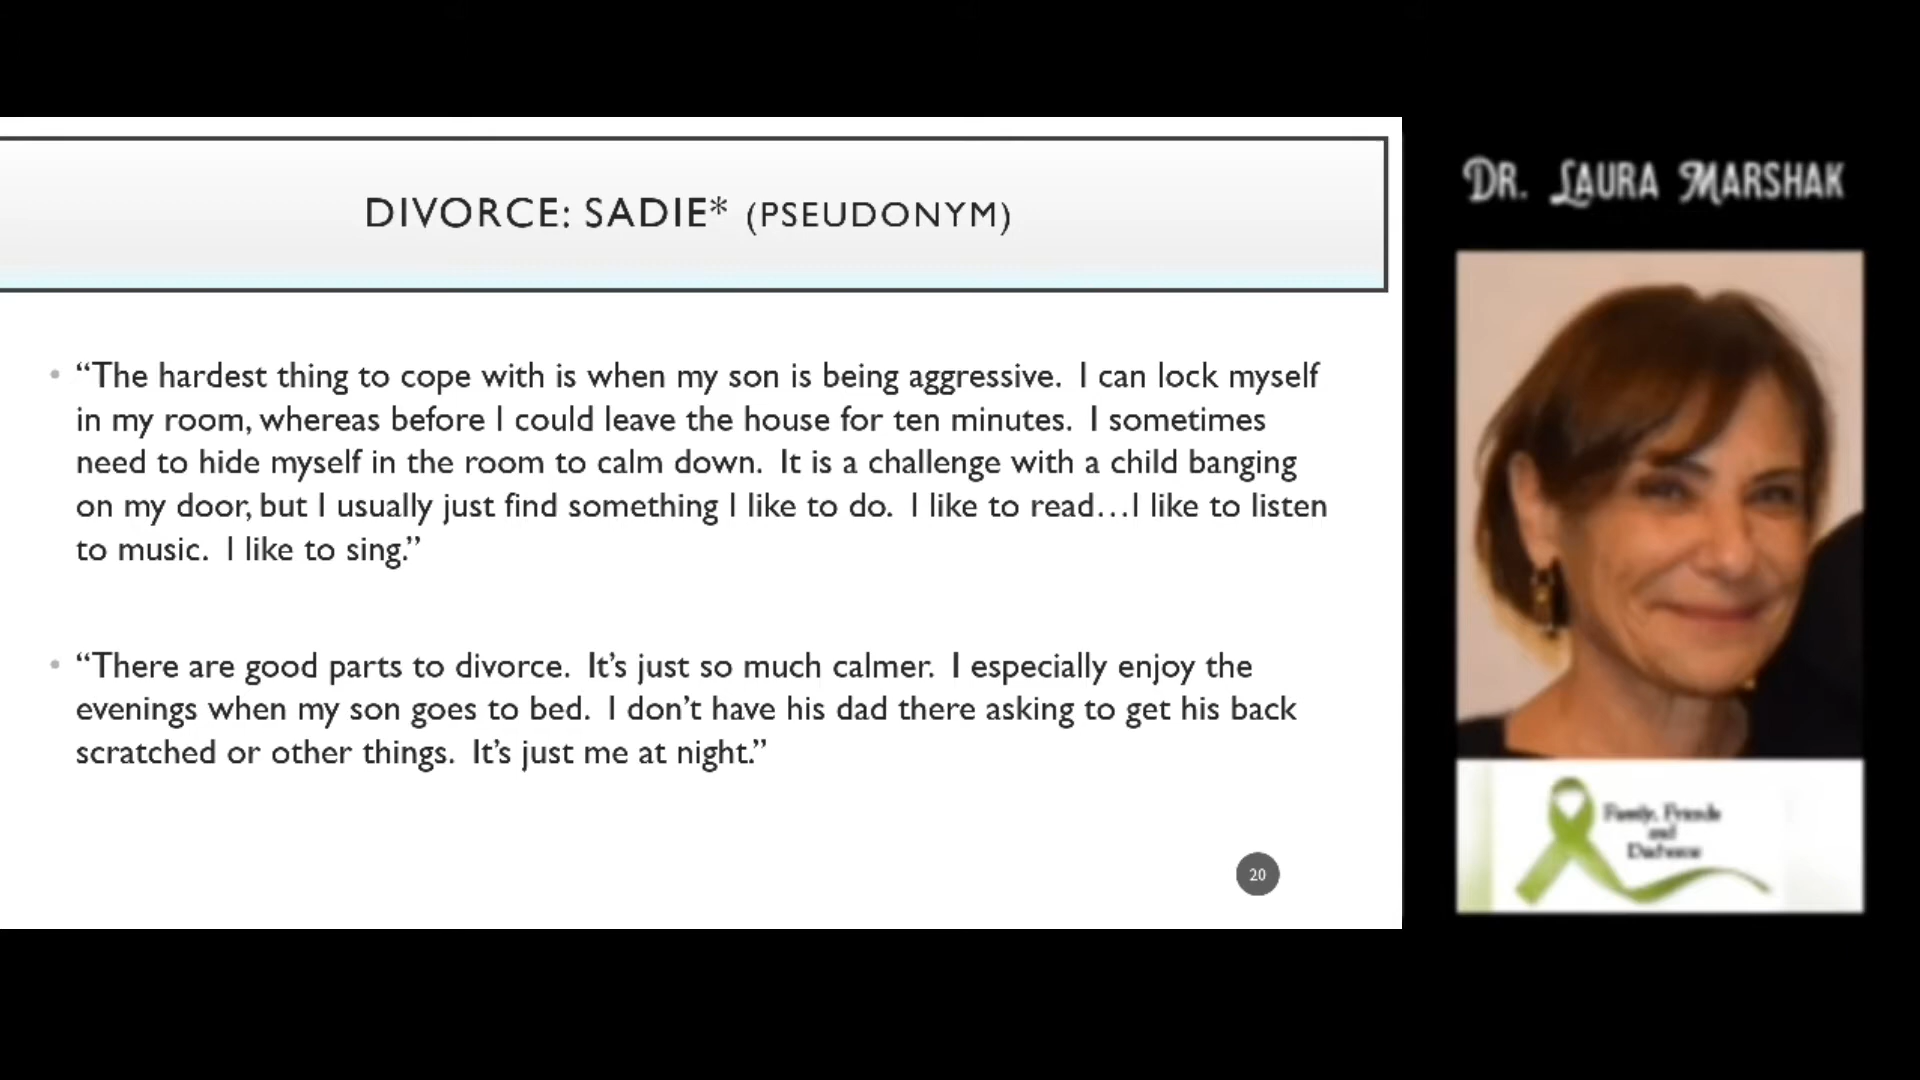 DIVORCE: SADIE* (PSEUDONYM)
• “The hardest thing to cope with is when my son is being aggressive. I can lock myself
in my room, whereas before I could leave the house for ten minutes. I sometimes
need to hide myself in the room to calm down. It is a challenge with a child banging
on my door, but I usually just find something I like to do. I like to read…I like to listen
to music. I like to sing.”
• “There are good parts to divorce. It’s just so much calmer. I especially enjoy the
evenings when my son goes to bed. I don’t have his dad there asking to get his back
scratched or other things. It’s just me at night.”
20
DR. LAURA MARSHAK
Family, Friends
and
Duchenne